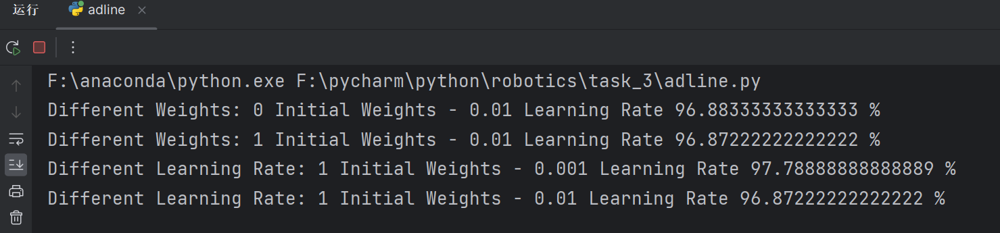 运行 adline
F:\anaconda\python.exe F:\pycharm\python\robotics\task_3\adline.py
Different Weights: 0 Initial Weights - 0.01 Learning Rate 96.88333333333333 %
Different Weights: 1 Initial Weights - 0.01 Learning Rate 96.87222222222222 %
Different Learning Rate: 1 Initial Weights - 0.001 Learning Rate 97.78888888888889 %
Different Learning Rate: 1 Initial Weights - 0.01 Learning Rate 96.87222222222222 %